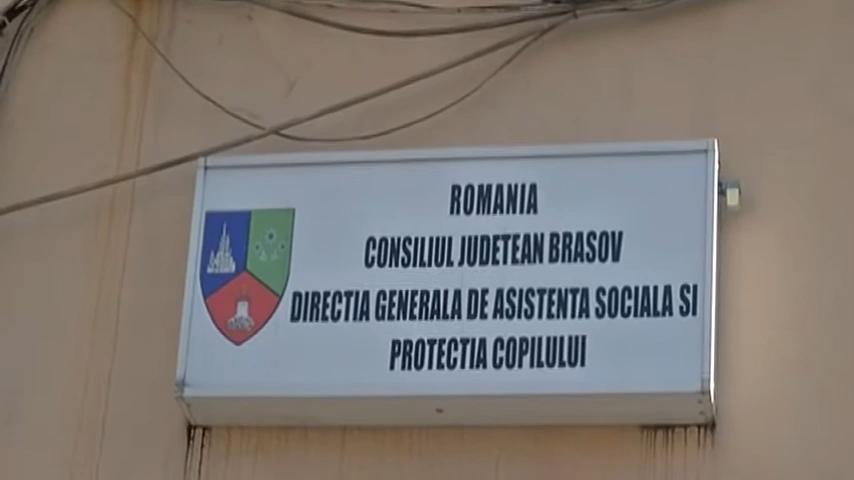 ROMANIA
CONSILIUL JUDETEAN BRASOV
DIRECTIA GENERALA DE ASISTENTA SOCIALA SI
PROTECTIA COPILULUI